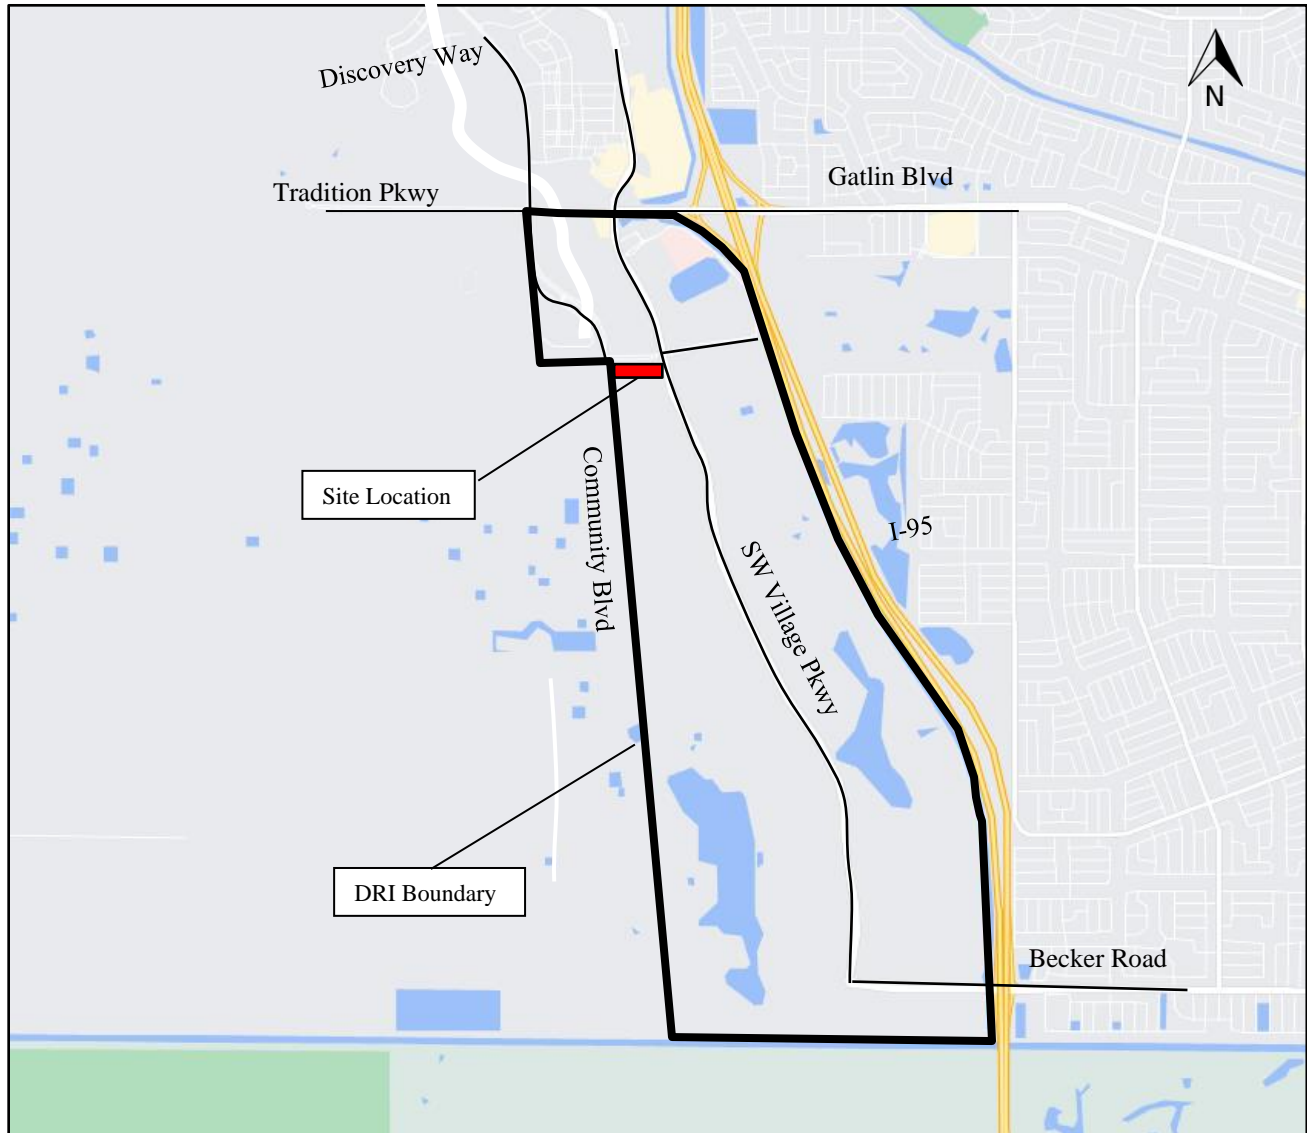 Discovery Way
N
Gatlin Blvd
Tradition Pkwy
Site Location
Community Blvd
I-95
SW Village Pkwy
DRI Boundary
Becker Road